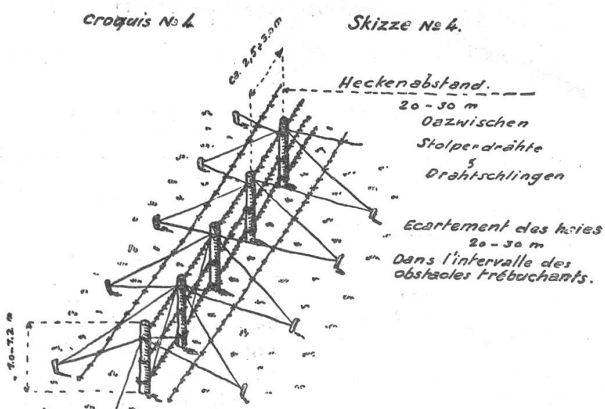 Croquis № 4
Skizze № 4.
ca. 2,5 ÷ 3.0 m
Heckenabstand.
20 - 30 m
Dazwischen
Stolperdrähte
Drahtschlingen
Ecartement des haies
20 - 30 m
Dans l'intervalle des
obstacles trébuchants.
1.0-1.2 m